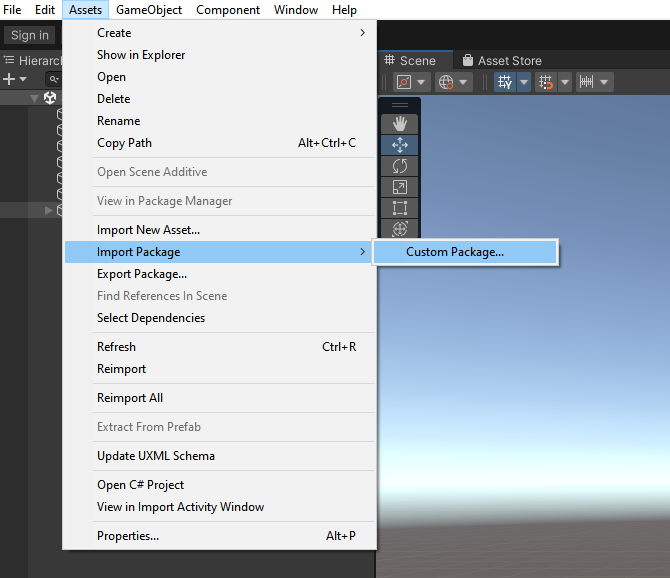 File Edit Assets GameObject Component Window Help
Sign in
Hierarch
Scene Asset Store
Create
Show in Explorer
Open
Delete
Rename
Copy Path Alt+Ctrl+C
Open Scene Additive
View in Package Manager
Import New Asset...
Import Package Custom Package...
Export Package...
Find References In Scene
Select Dependencies
Refresh Ctrl+R
Reimport
Reimport All
Extract From Prefab
Update UXML Schema
Open C# Project
View in Import Activity Window
Properties... Alt+P